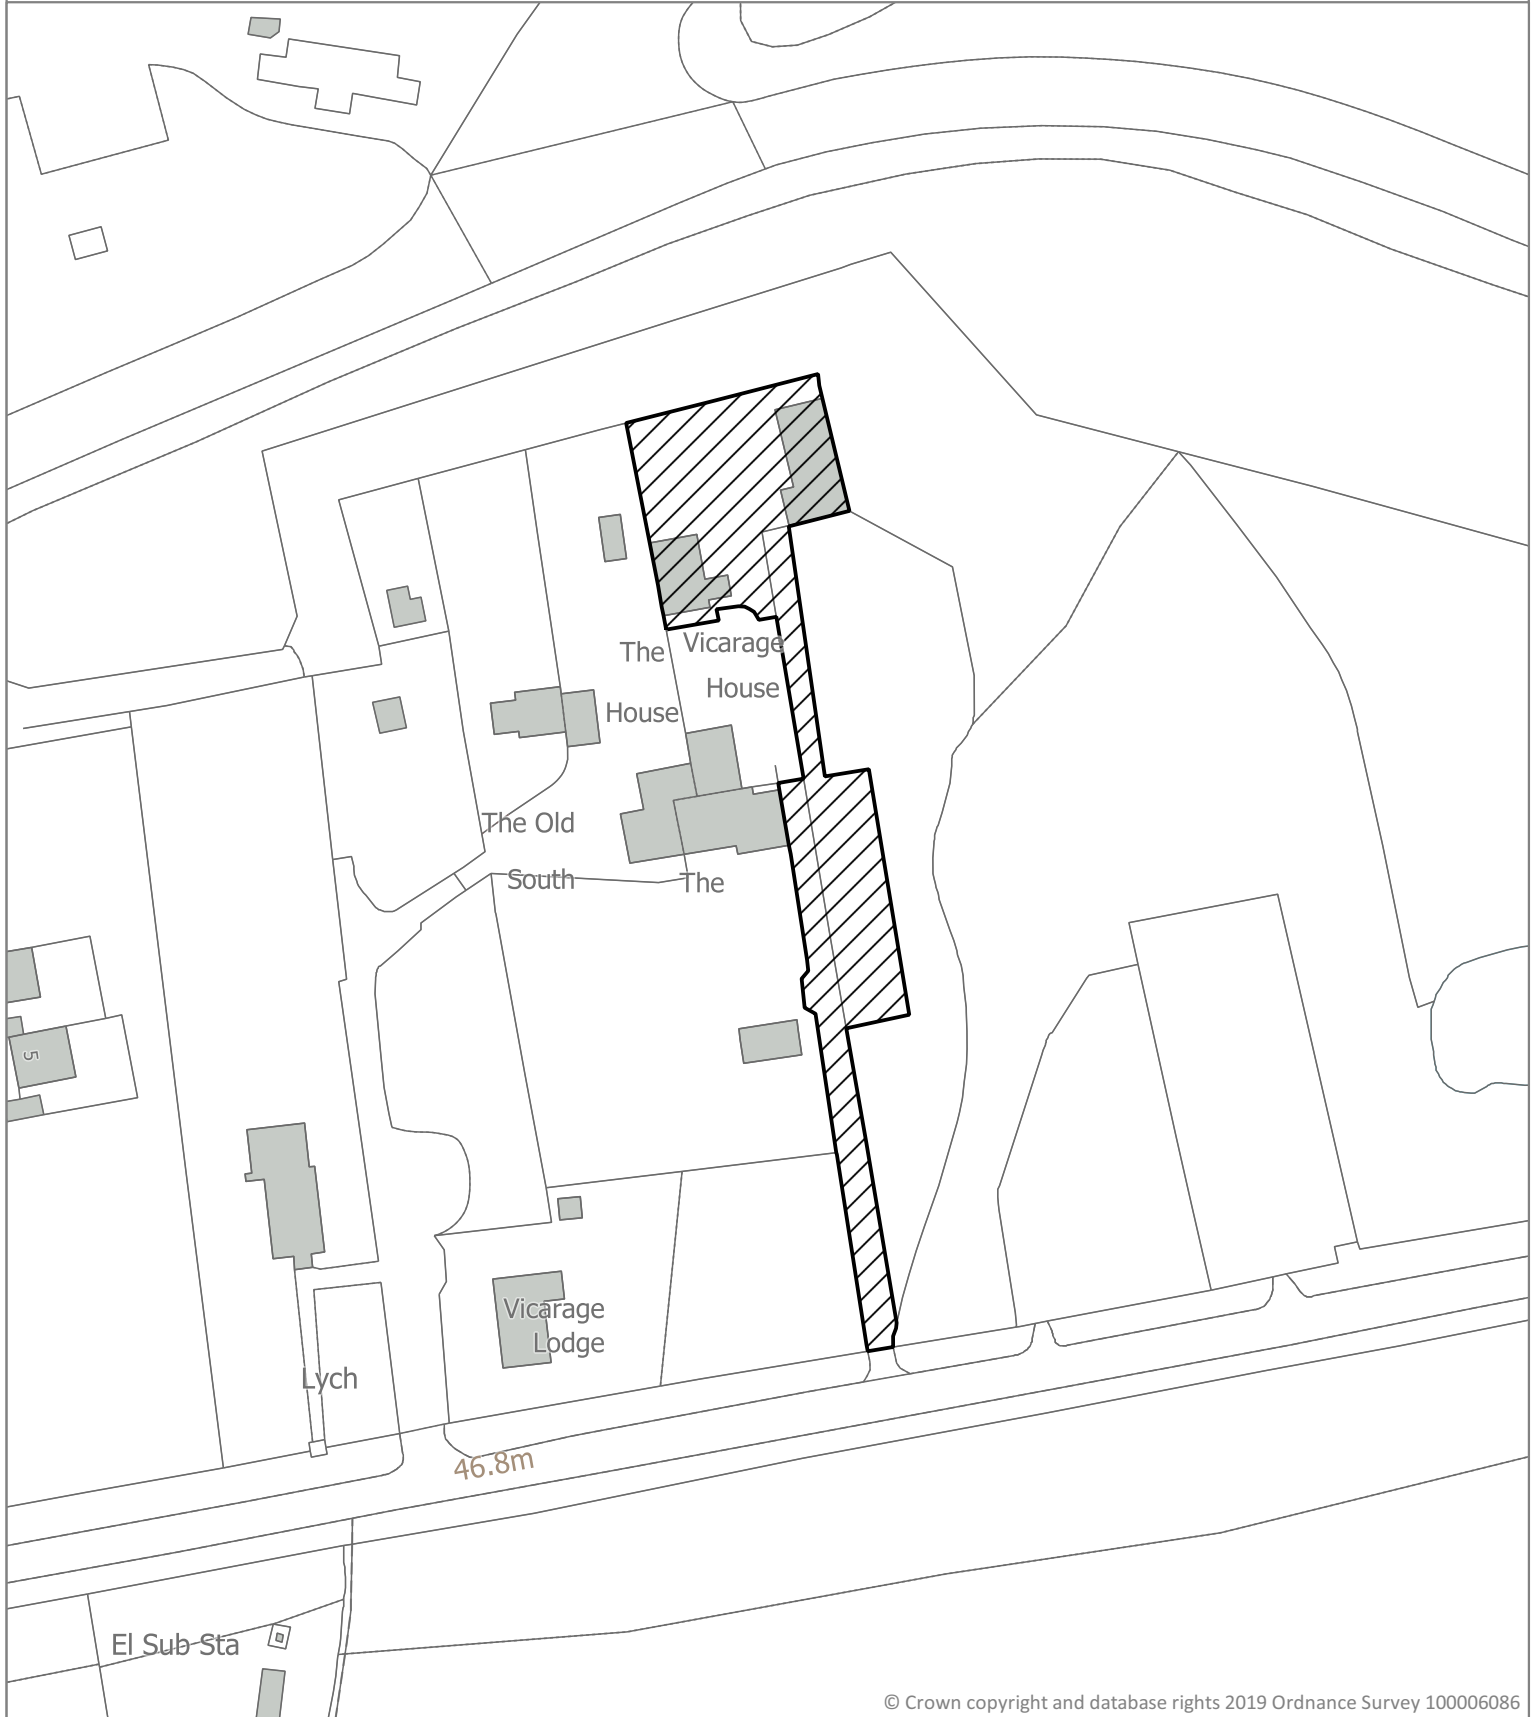 The
Vicarage
House
House
The Old
South
The
5
Vicarage
Lodge
Lych
46.8m
El Sub Sta
© Crown copyright and database rights 2019 Ordnance Survey 100006086